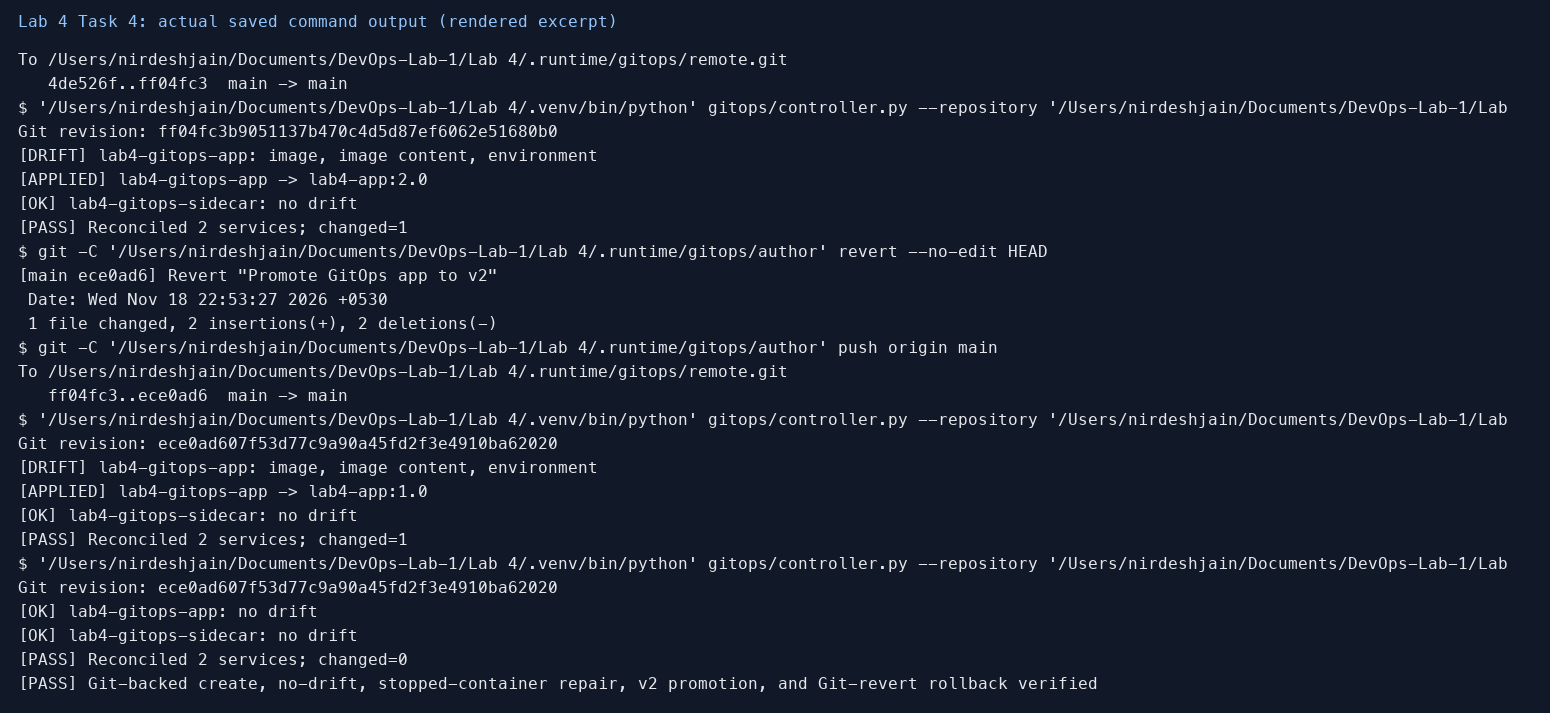 Lab 4 Task 4: actual saved command output (rendered excerpt)
To /Users/nirdeshjain/Documents/DevOps-Lab-1/Lab 4/.runtime/gitops/remote.git
   4de526f..ff04fc3  main -> main
$ '/Users/nirdeshjain/Documents/DevOps-Lab-1/Lab 4/.venv/bin/python' gitops/controller.py --repository '/Users/nirdeshjain/Documents/DevOps-Lab-1/Lab
Git revision: ff04fc3b9051137b470c4d5d87ef6062e51680b0
[DRIFT] lab4-gitops-app: image, image content, environment
[APPLIED] lab4-gitops-app -> lab4-app:2.0
[OK] lab4-gitops-sidecar: no drift
[PASS] Reconciled 2 services; changed=1
$ git -C '/Users/nirdeshjain/Documents/DevOps-Lab-1/Lab 4/.runtime/gitops/author' revert --no-edit HEAD
[main ece0ad6] Revert "Promote GitOps app to v2"
 Date: Wed Nov 18 22:53:27 2026 +0530
 1 file changed, 2 insertions(+), 2 deletions(-)
$ git -C '/Users/nirdeshjain/Documents/DevOps-Lab-1/Lab 4/.runtime/gitops/author' push origin main
To /Users/nirdeshjain/Documents/DevOps-Lab-1/Lab 4/.runtime/gitops/remote.git
   ff04fc3..ece0ad6  main -> main
$ '/Users/nirdeshjain/Documents/DevOps-Lab-1/Lab 4/.venv/bin/python' gitops/controller.py --repository '/Users/nirdeshjain/Documents/DevOps-Lab-1/Lab
Git revision: ece0ad607f53d77c9a90a45fd2f3e4910ba62020
[DRIFT] lab4-gitops-app: image, image content, environment
[APPLIED] lab4-gitops-app -> lab4-app:1.0
[OK] lab4-gitops-sidecar: no drift
[PASS] Reconciled 2 services; changed=1
$ '/Users/nirdeshjain/Documents/DevOps-Lab-1/Lab 4/.venv/bin/python' gitops/controller.py --repository '/Users/nirdeshjain/Documents/DevOps-Lab-1/Lab
Git revision: ece0ad607f53d77c9a90a45fd2f3e4910ba62020
[OK] lab4-gitops-app: no drift
[OK] lab4-gitops-sidecar: no drift
[PASS] Reconciled 2 services; changed=0
[PASS] Git-backed create, no-drift, stopped-container repair, v2 promotion, and Git-revert rollback verified